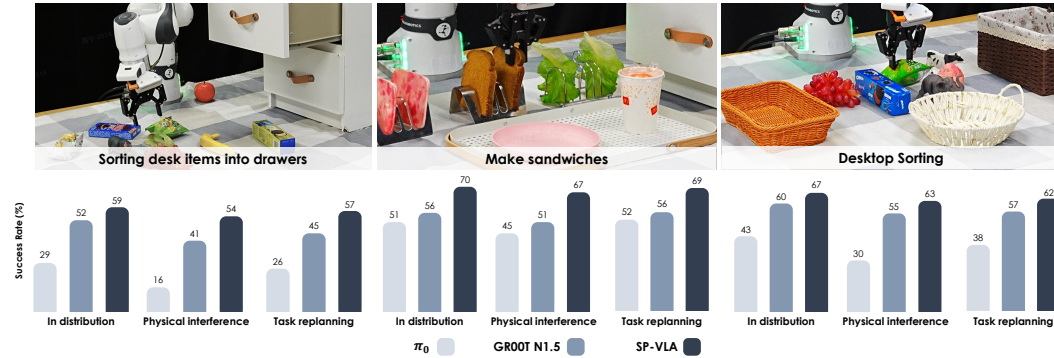 Sorting desk items into drawers
Make sandwiches
Desktop Sorting
Success Rate (%)
29
52
59
16
41
54
26
45
57
51
56
70
45
51
67
52
56
69
43
60
67
30
55
63
38
57
62
In distribution
Physical interference
Task replanning
In distribution
Physical interference
Task replanning
In distribution
Physical interference
Task replanning
π₀
GR00T N1.5
SP-VLA